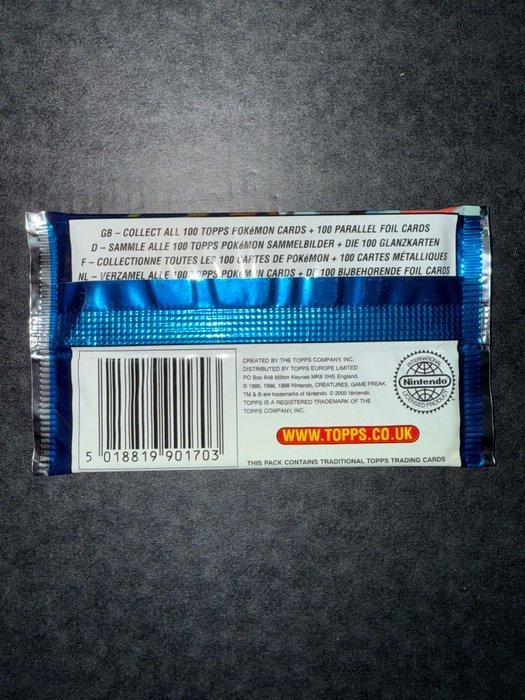 GB – COLLECT ALL 100 TOPPS POKéMON CARDS + 100 PARALLEL FOIL CARDS
D – SAMMLE ALLE 100 TOPPS POKéMON SAMMELBILDER + DIE 100 GLANZKARTEN
F – COLLECTIONNE TOUTES LES 100 CARTES DE POKéMON + 100 CARTES MÉTALLIQUES
NL – VERZAMEL ALLE 100 TOPPS POKéMON CARDS + DE 100 BIJBEHORENDE FOIL CARDS
CREATED BY THE TOPPS COMPANY, INC.
DISTRIBUTED BY TOPPS EUROPE LIMITED
PO Box 848 Milton Keynes MK8 0HS England.
© 1995, 1996, 1998 Nintendo, CREATURES, GAME FREAK.
TM & ® are trademarks of Nintendo. © 2000 Nintendo.
TOPPS IS A REGISTERED TRADEMARK OF THE
TOPPS COMPANY, INC.
INTERNATIONAL
Nintendo
LICENSED PRODUCT
WWW.TOPPS.CO.UK
5 018819 901703
THIS PACK CONTAINS TRADITIONAL TOPPS TRADING CARDS